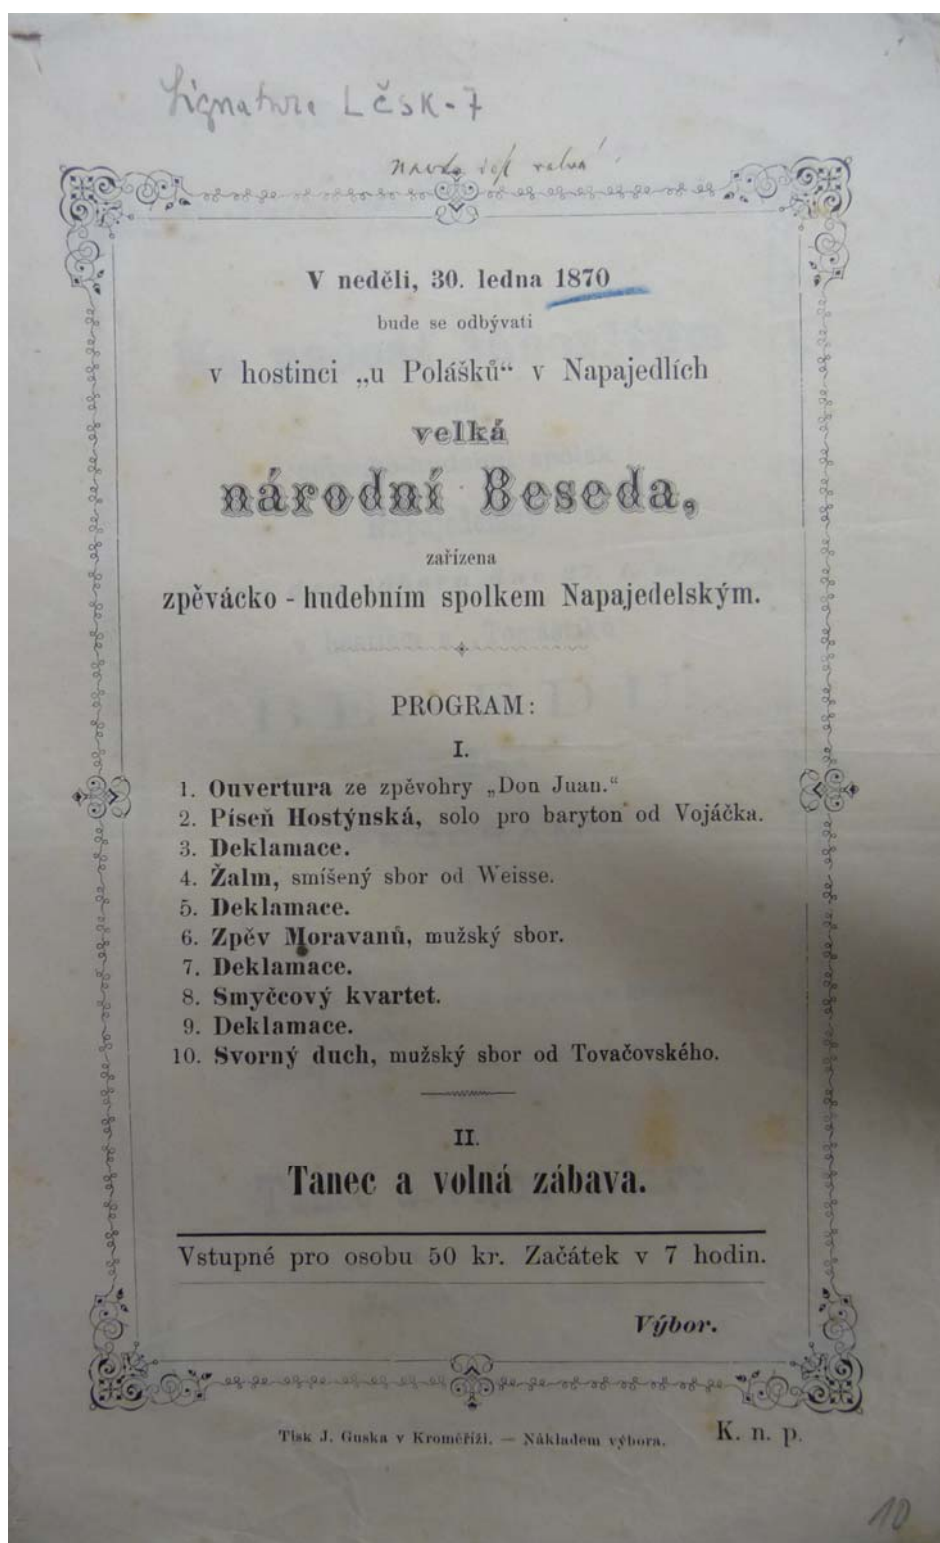 Signatura LČSK-7
V neděli, 30. ledna 1870
bude se odbývati
v hostinci „u Polášků“ v Napajedlích
velká
národní Beseda,
zařízena
zpěvácko - hudebním spolkem Napajedelským.
PROGRAM:
I.
1. Ouvertura ze zpěvohry „Don Juan.“
2. Píseň Hostýnská, solo pro baryton od Vojáčka.
3. Deklamace.
4. Žalm, smíšený sbor od Weisse.
5. Deklamace.
6. Zpěv Moravanů, mužský sbor.
7. Deklamace.
8. Smyčcový kvartet.
9. Deklamace.
10. Svorný duch, mužský sbor od Tovačovského.
II.
Tanec a volná zábava.
Vstupné pro osobu 50 kr. Začátek v 7 hodin.
Výbor.
Tisk J. Guska v Kroměříži. — Nákladem výbora.
K. n. p.
10